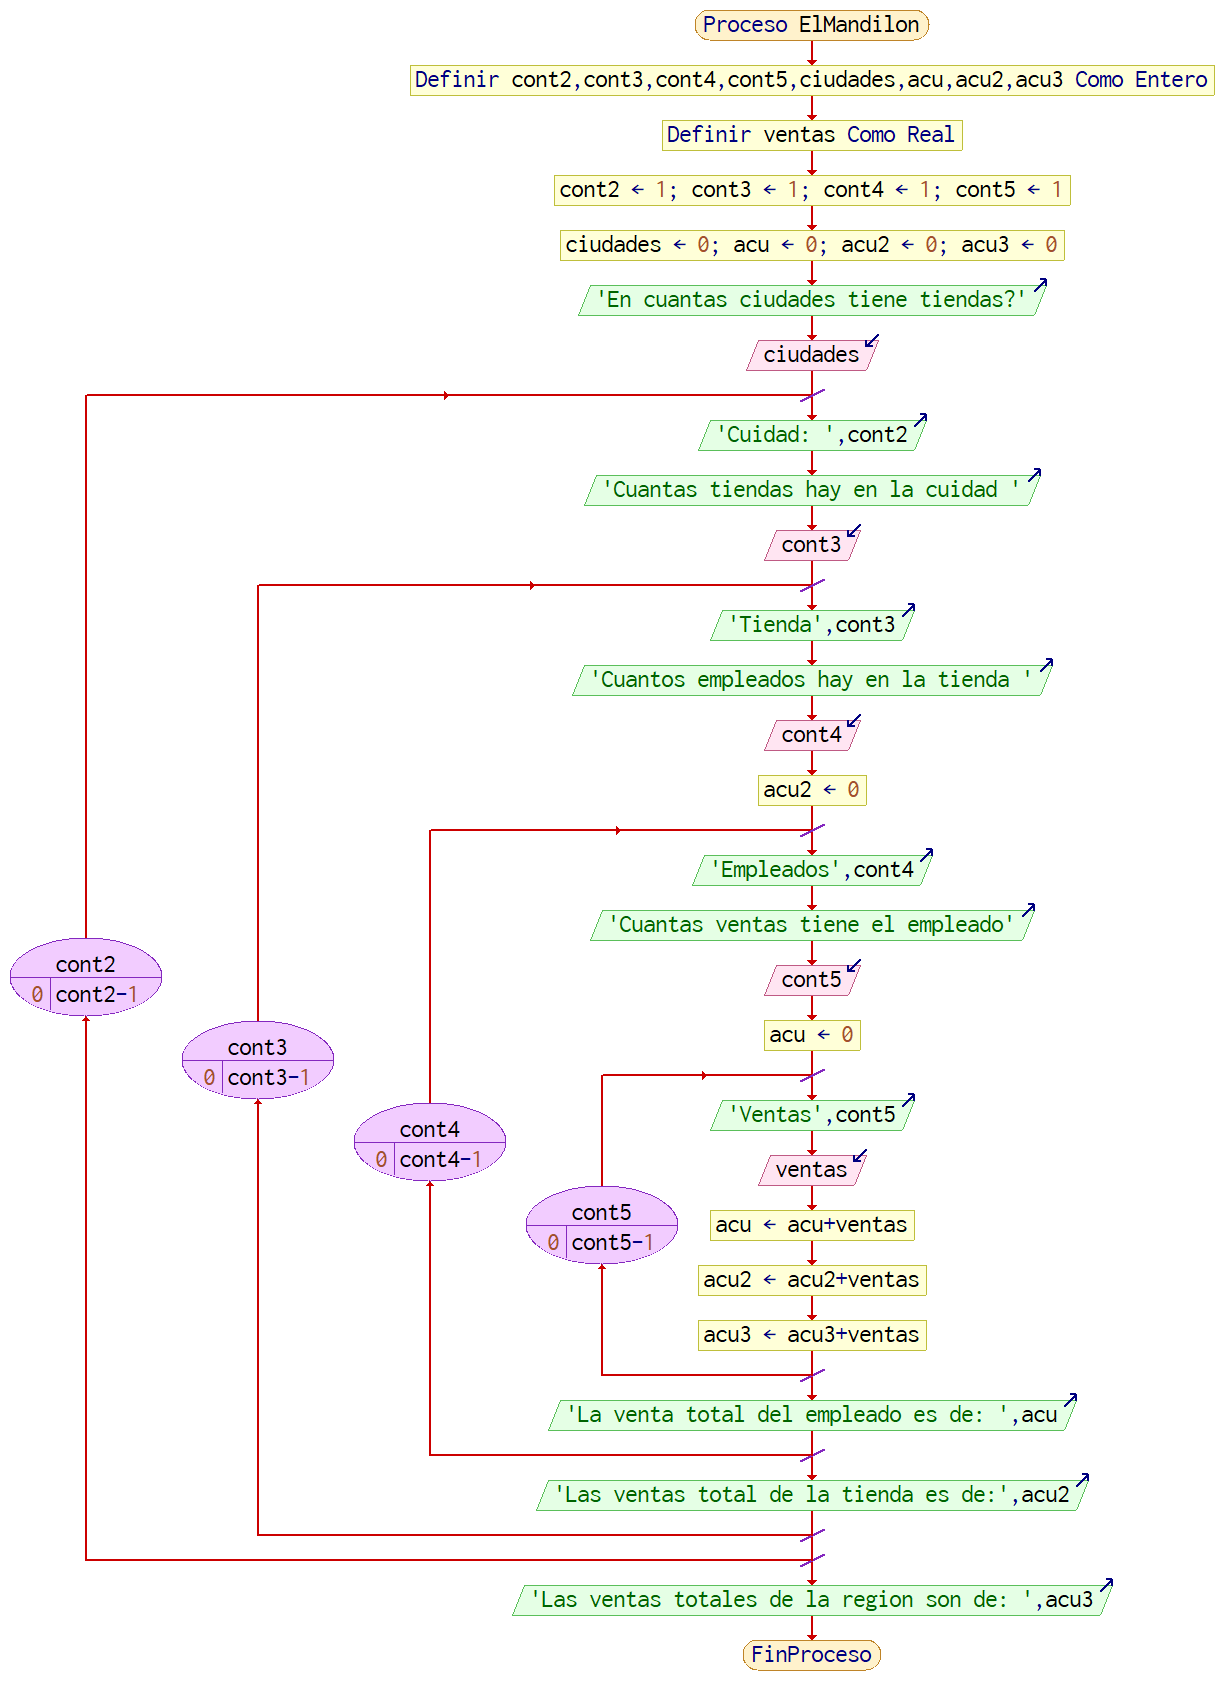 Proceso ElMandilon
Definir cont2,cont3,cont4,cont5,ciudades,acu,acu2,acu3 Como Entero
Definir ventas Como Real
cont2 ← 1; cont3 ← 1; cont4 ← 1; cont5 ← 1
ciudades ← 0; acu ← 0; acu2 ← 0; acu3 ← 0
'En cuantas ciudades tiene tiendas?'
ciudades
'Cuidad: ',cont2
'Cuantas tiendas hay en la cuidad '
cont3
'Tienda',cont3
'Cuantos empleados hay en la tienda '
cont4
acu2 ← 0
'Empleados',cont4
'Cuantas ventas tiene el empleado'
cont2
0 cont2-1
cont5
acu ← 0
cont3
0 cont3-1
'Ventas',cont5
cont4
0 cont4-1
ventas
cont5
0 cont5-1
acu ← acu+ventas
acu2 ← acu2+ventas
acu3 ← acu3+ventas
'La venta total del empleado es de: ',acu
'Las ventas total de la tienda es de:',acu2
'Las ventas totales de la region son de: ',acu3
FinProceso